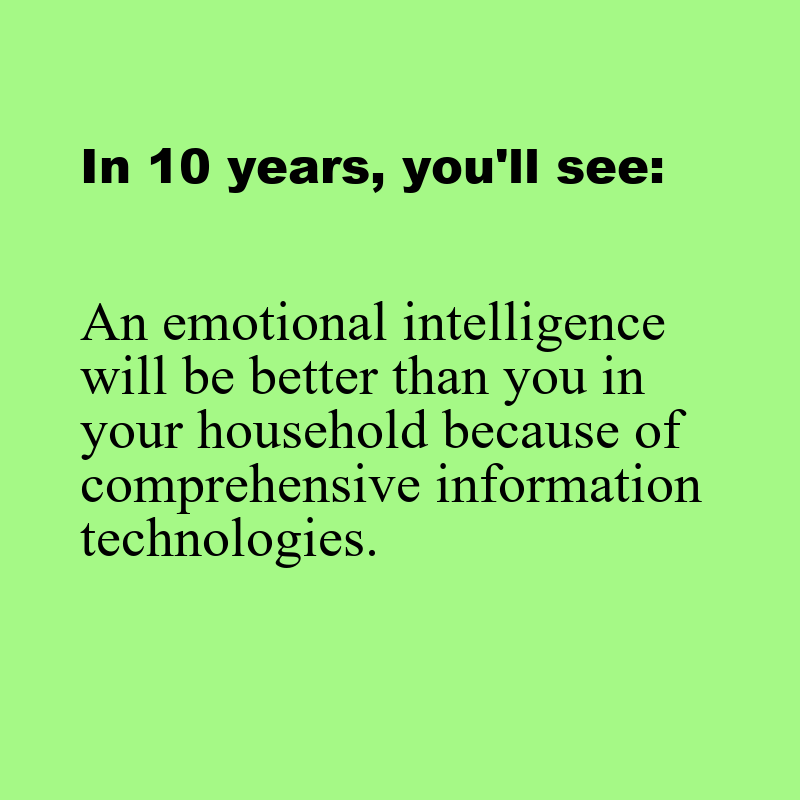 In 10 years, you'll see:
An emotional intelligence
will be better than you in
your household because of
comprehensive information
technologies.